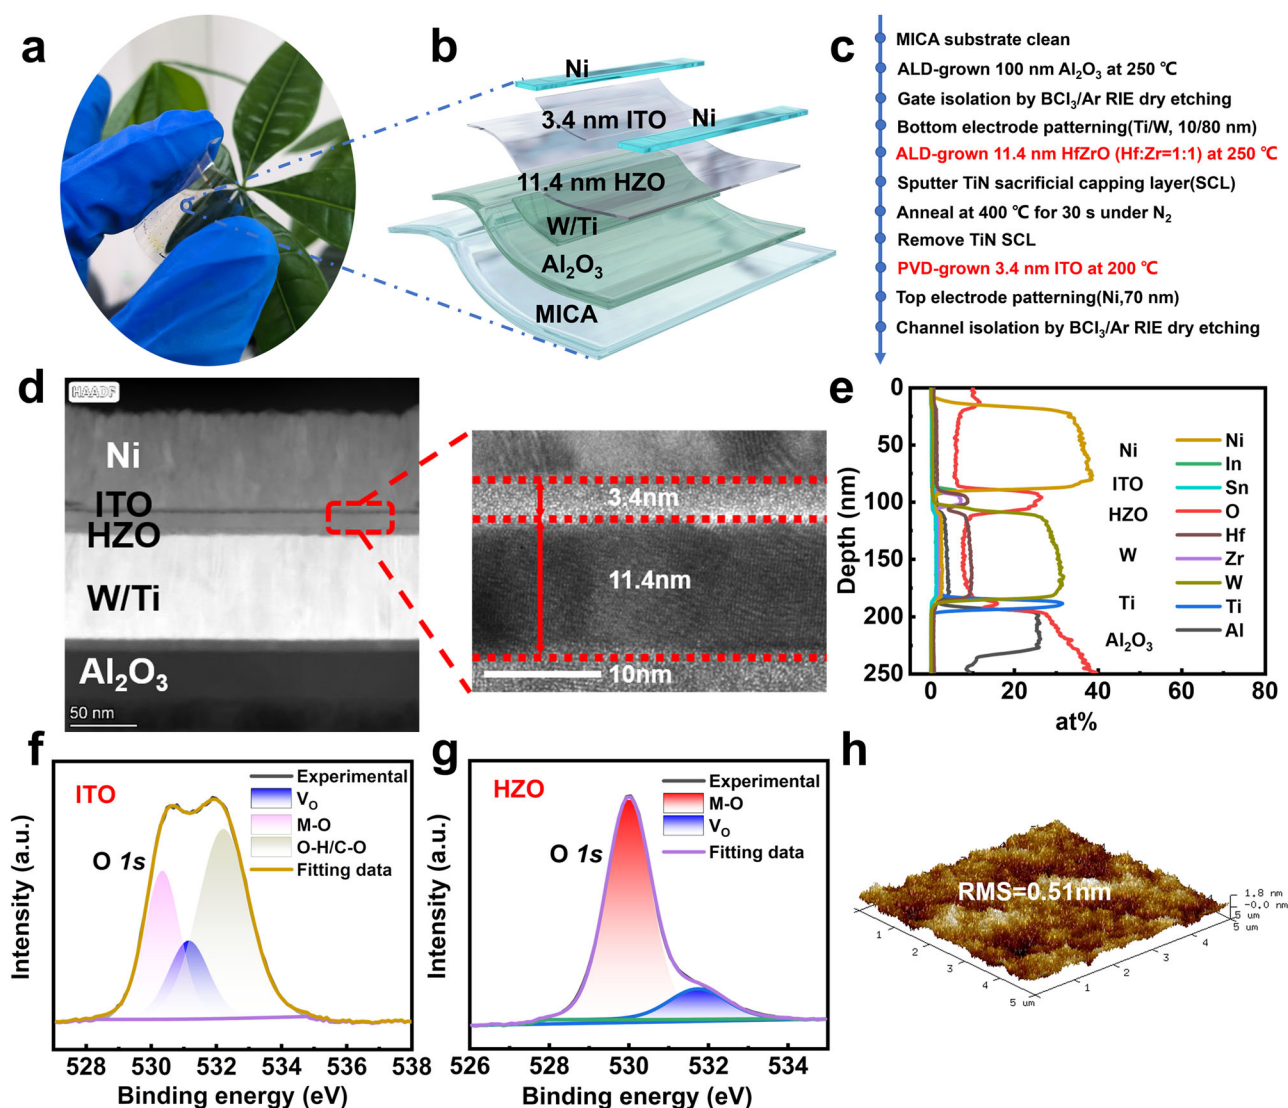 a
b
Ni
3.4 nm ITO
Ni
11.4 nm HZO
W/Ti
Al₂O₃
MICA
c
MICA substrate clean
ALD-grown 100 nm Al₂O₃ at 250 ℃
Gate isolation by BCl₃/Ar RIE dry etching
Bottom electrode patterning(Ti/W, 10/80 nm)
ALD-grown 11.4 nm HfZrO (Hf:Zr=1:1) at 250 ℃
Sputter TiN sacrificial capping layer(SCL)
Anneal at 400 ℃ for 30 s under N₂
Remove TiN SCL
PVD-grown 3.4 nm ITO at 200 ℃
Top electrode patterning(Ni,70 nm)
Channel isolation by BCl₃/Ar RIE dry etching
d
HAADF
Ni
ITO
HZO
W/Ti
Al₂O₃
50 nm
3.4nm
11.4nm
10nm
e
Depth (nm)
0
50
100
150
200
250
0 20 40 60 80
at%
Ni
ITO
HZO
W
Ti
Al₂O₃
Ni
In
Sn
O
Hf
Zr
W
Ti
Al
f
ITO
O 1s
Experimental
V₀
M-O
O-H/C-O
Fitting data
Intensity (a.u.)
528 530 532 534 536 538
Binding energy (eV)
g
HZO
O 1s
Experimental
M-O
V₀
Fitting data
Intensity (a.u.)
526 528 530 532 534
Binding energy (eV)
h
RMS=0.51nm
1.8 nm
-0.0 nm
5 um
5 um
1
2
3
4
5 um
1
2
3
4